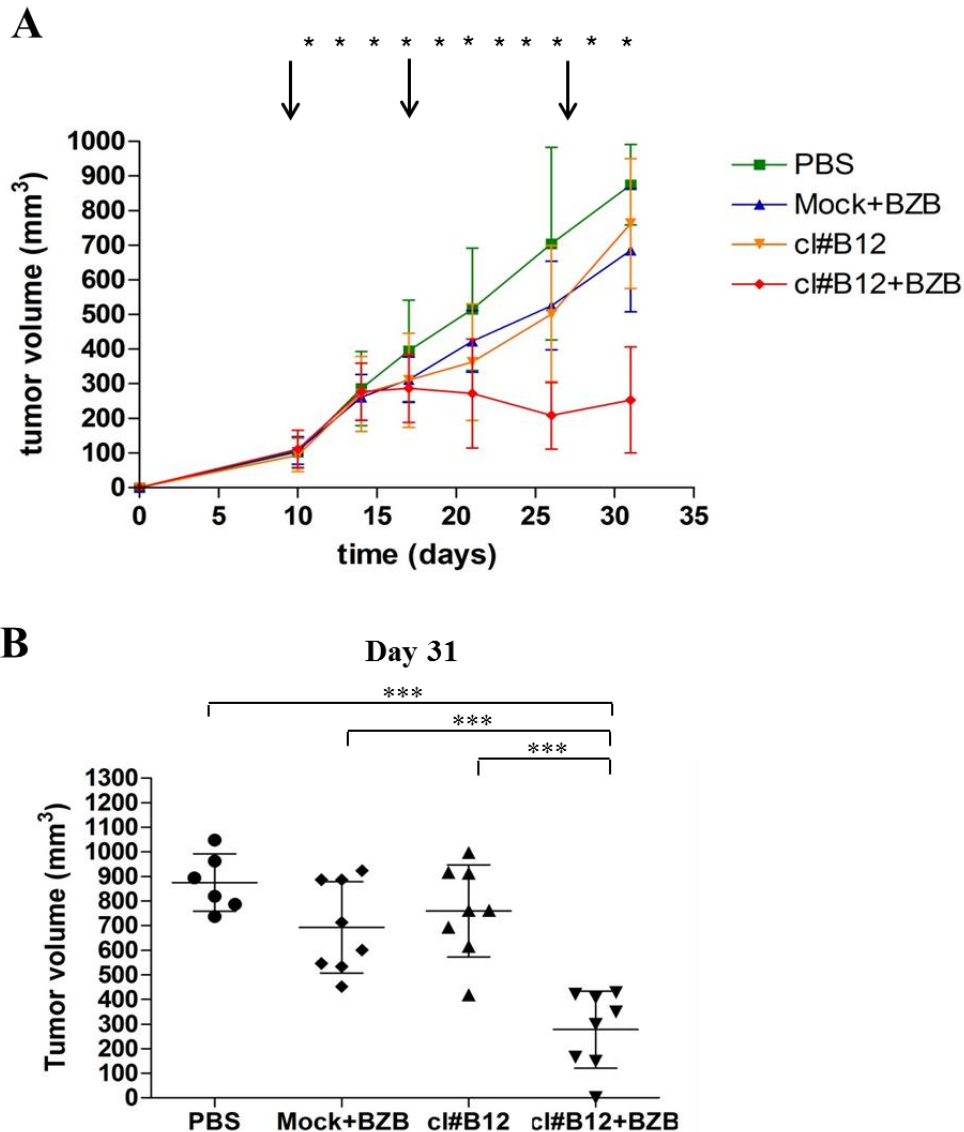 A
* * * * * * * * * * *
1000
900
800
700
600
500
400
300
200
100
0
tumor volume (mm³)
0 5 10 15 20 25 30 35
time (days)
PBS
Mock+BZB
cl#B12
cl#B12+BZB
B
Day 31
***
***
***
1300
1200
1100
1000
900
800
700
600
500
400
300
200
100
0
Tumor volume (mm³)
PBS Mock+BZB cl#B12 cl#B12+BZB